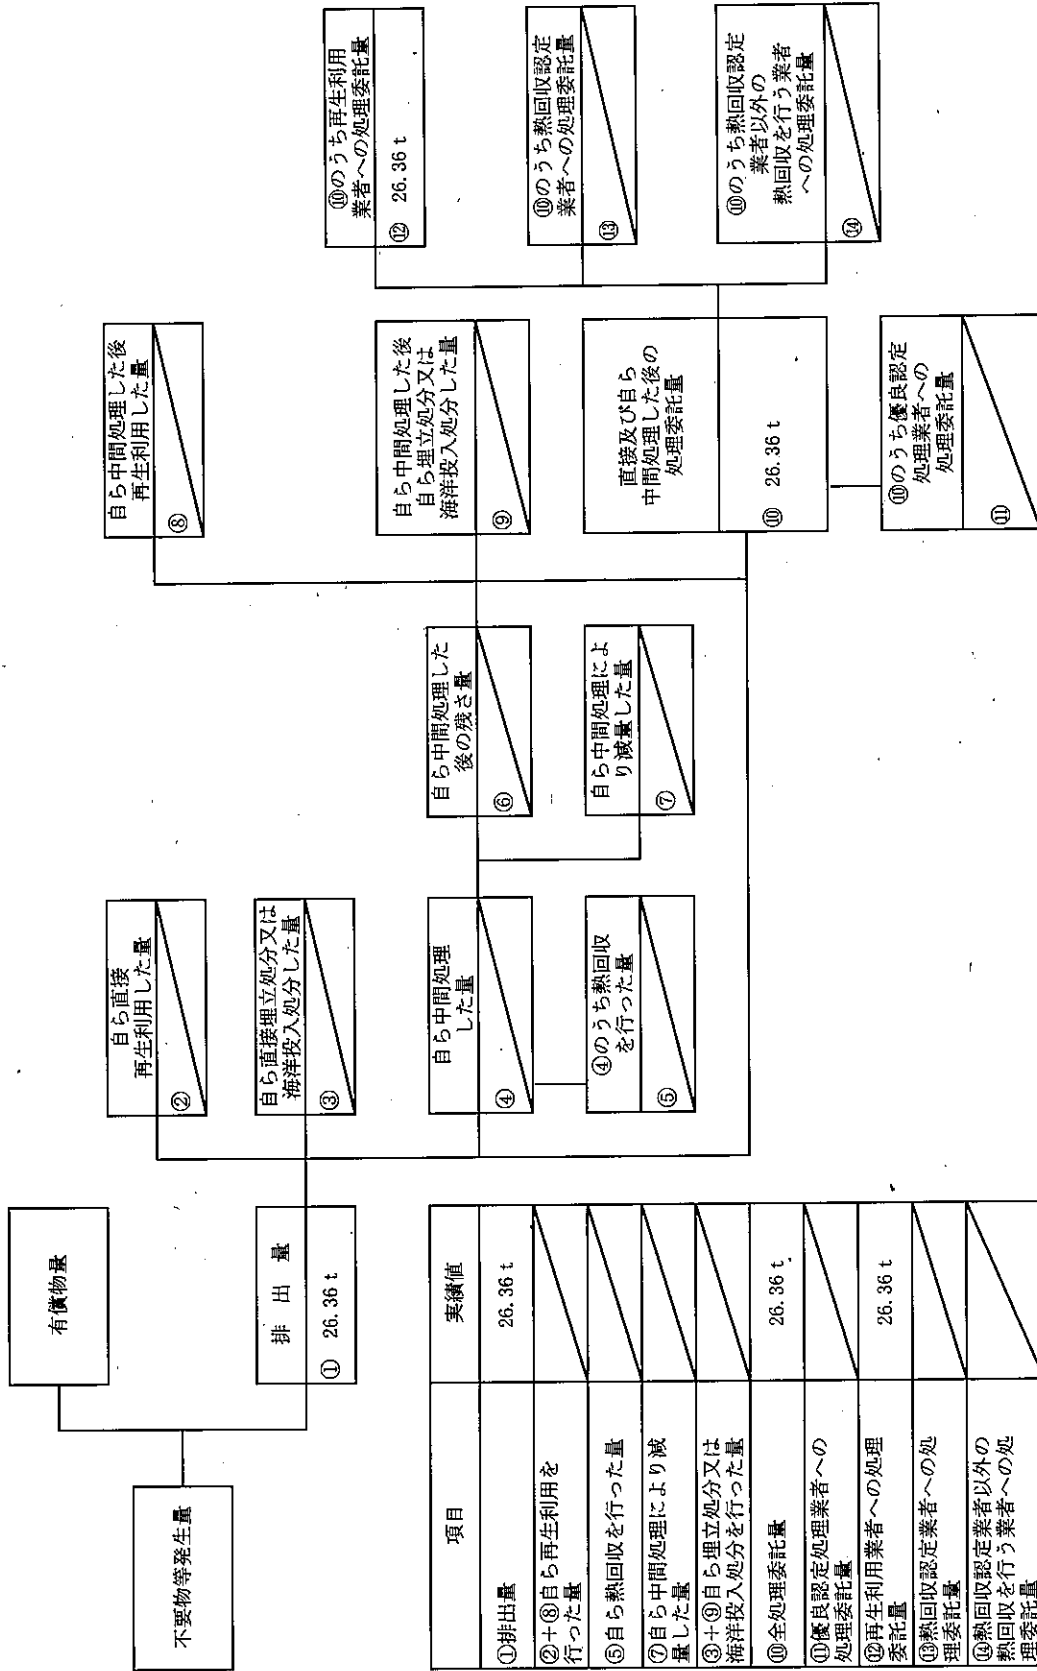 不要物等発生量
有償物量
排出量
① 26.36 t
自ら直接
再生利用した量
②
自ら直接埋立処分又は
海洋投入処分した量
③
自ら中間処理
した量
④
④のうち熱回収
を行った量
⑤
自ら中間処理した
後の残さ量
⑥
自ら中間処理によ
り減量した量
⑦
自ら中間処理した後
再生利用した量
⑧
自ら中間処理した後
自ら埋立処分又は
海洋投入処分した量
⑨
直接及び自ら
中間処理した後の
処理委託量
⑩ 26.36 t
⑩のうち優良認定
処理業者への
処理委託量
⑪
⑩のうち再生利用
業者への処理委託量
⑫ 26.36 t
⑩のうち熱回収認定
業者への処理委託量
⑬
⑩のうち熱回収認定
業者以外の
熱回収を行う業者
への処理委託量
⑭
項目 実績値
①排出量 26.36 t
②+⑧自ら再生利用を
行った量
⑤自ら熱回収を行った量
⑦自ら中間処理により減
量した量
③+⑨自ら埋立処分又は
海洋投入処分を行った量
⑩全処理委託量 26.36 t
⑪優良認定処理業者への
処理委託量
⑫再生利用業者への処理
委託量 26.36 t
⑬熱回収認定業者への処
理委託量
⑭熱回収認定業者以外の
熱回収を行う業者への処
理委託量